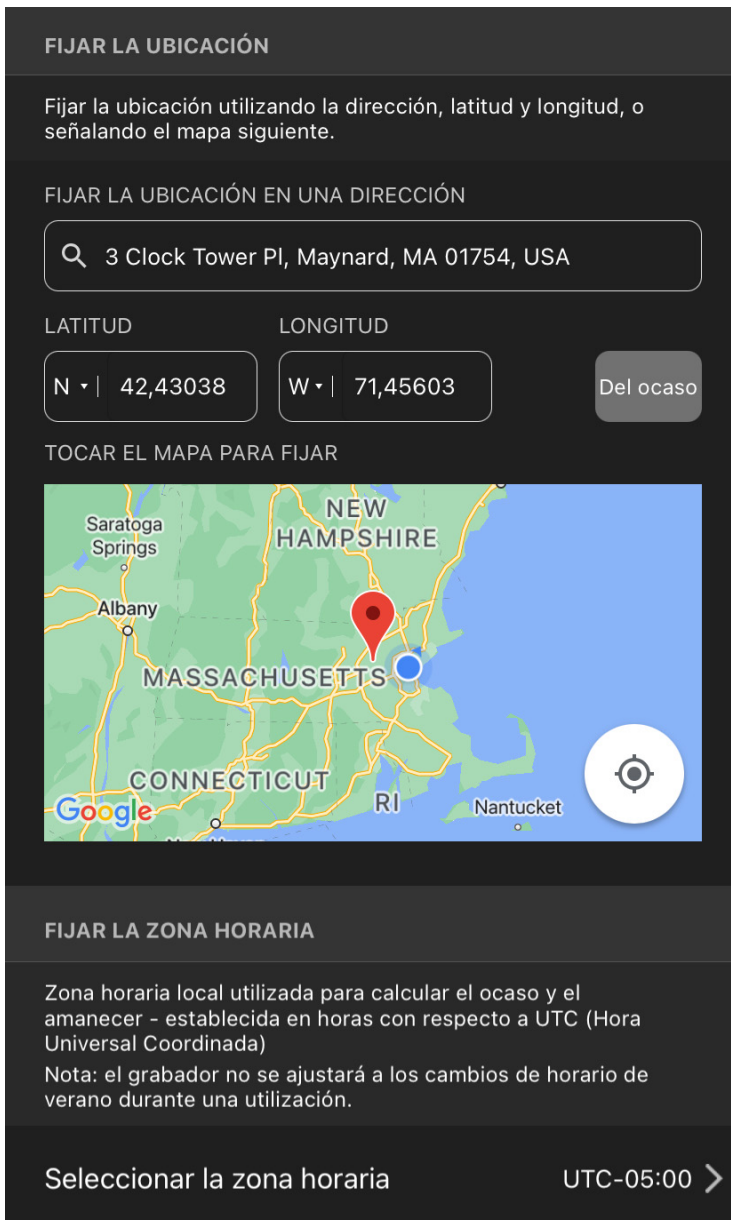 FIJAR LA UBICACIÓN
Fijar la ubicación utilizando la dirección, latitud y longitud, o
señalando el mapa siguiente.
FIJAR LA UBICACIÓN EN UNA DIRECCIÓN
3 Clock Tower Pl, Maynard, MA 01754, USA
LATITUD LONGITUD
N 42,43038 W 71,45603 Del ocaso
TOCAR EL MAPA PARA FIJAR
NEW
HAMPSHIRE
Saratoga
Springs
Albany
MASSACHUSETTS
CONNECTICUT
RI
Nantucket
Google
FIJAR LA ZONA HORARIA
Zona horaria local utilizada para calcular el ocaso y el
amanecer - establecida en horas con respecto a UTC (Hora
Universal Coordinada)
Nota: el grabador no se ajustará a los cambios de horario de
verano durante una utilización.
Seleccionar la zona horaria UTC-05:00